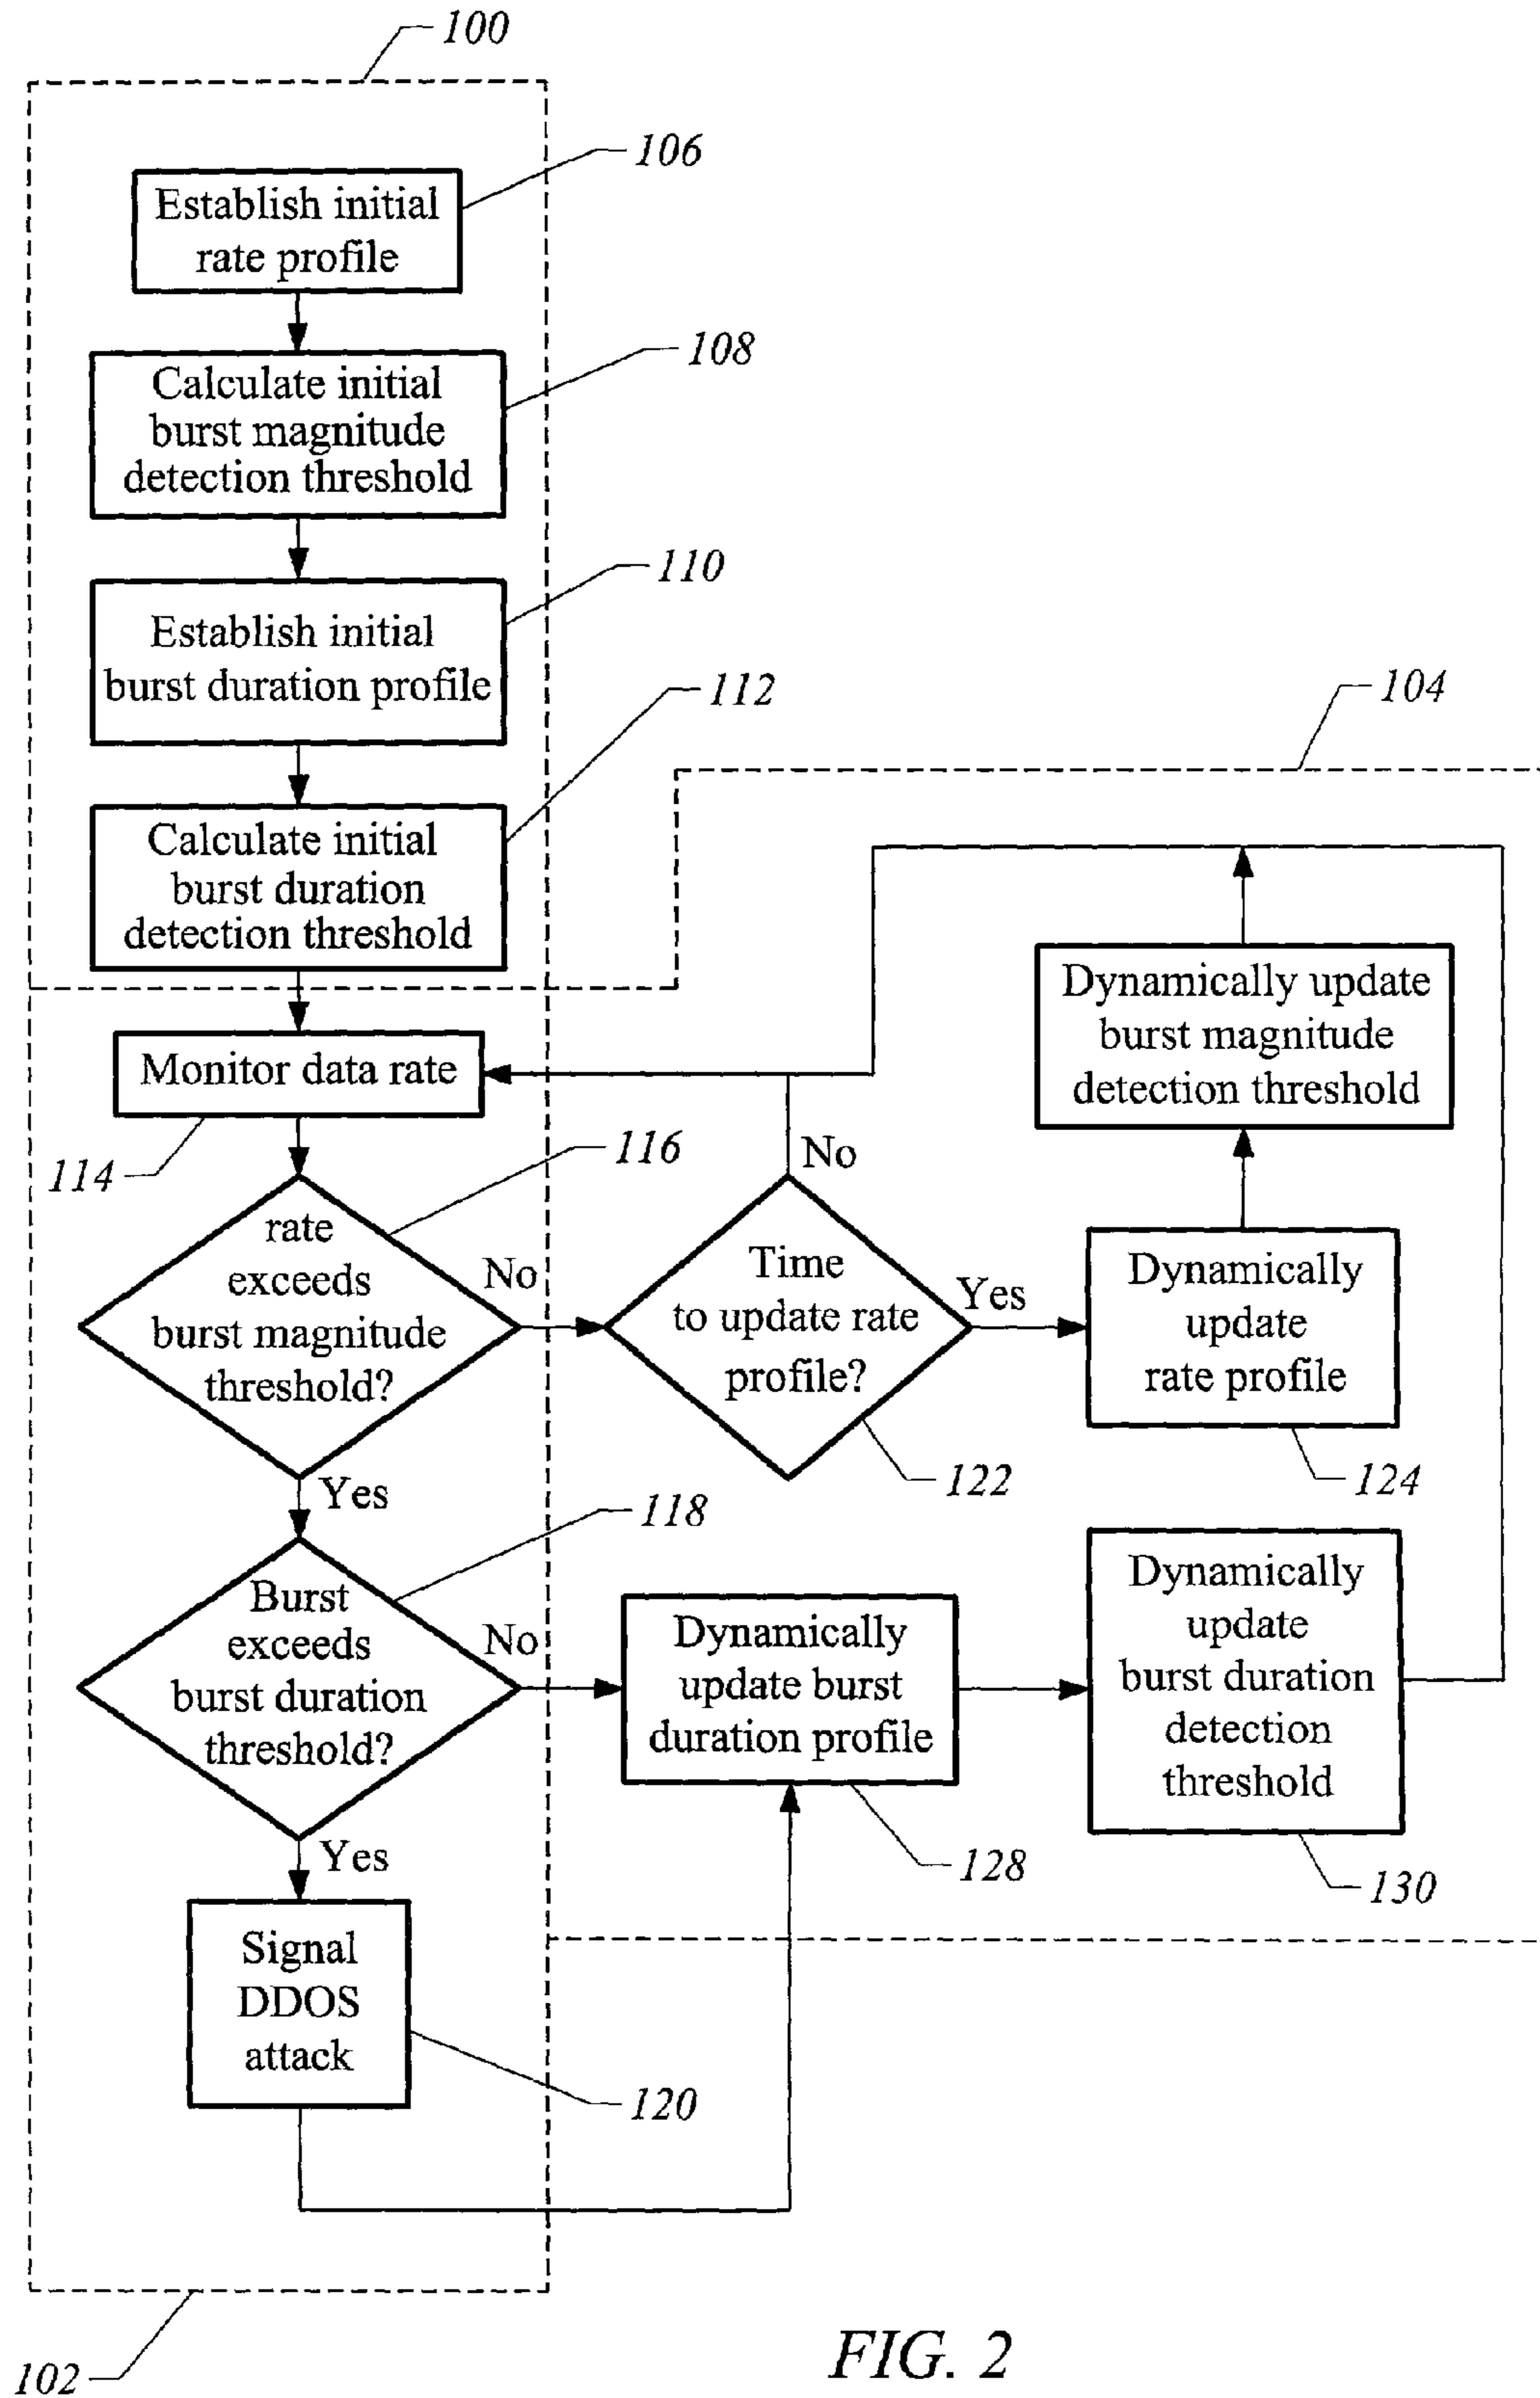 100
106
Establish initial
rate profile
108
Calculate initial
burst magnitude
detection threshold
110
Establish initial
burst duration profile
112
104
Calculate initial
burst duration
detection threshold
Dynamically update
burst magnitude
detection threshold
Monitor data rate
114
116
No
rate
exceeds
burst magnitude
threshold?
No
Time
to update rate
profile?
Yes
Dynamically
update
rate profile
122
124
Yes
118
Burst
exceeds
burst duration
threshold?
No
Dynamically
update burst
duration profile
Dynamically
update
burst duration
detection
threshold
128
130
Yes
Signal
DDOS
attack
120
102
FIG. 2